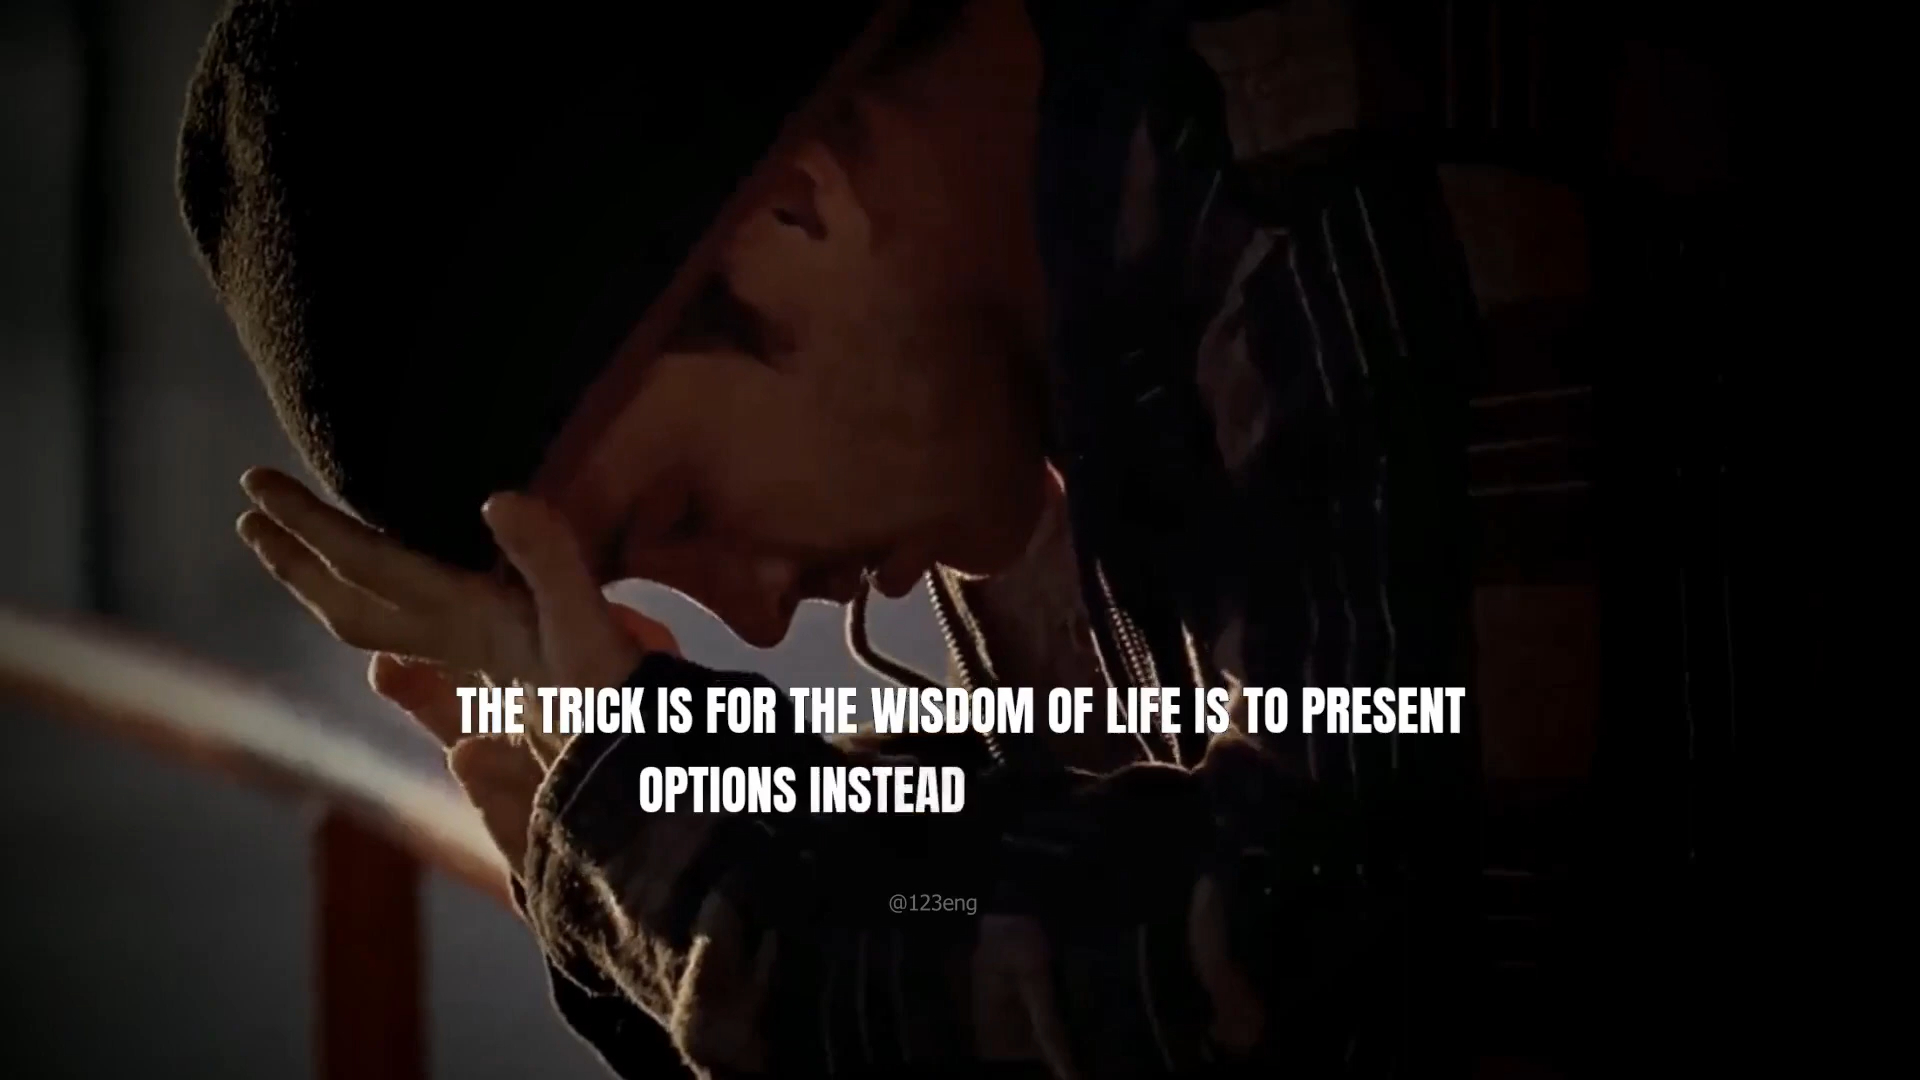 THE TRICK IS FOR THE WISDOM OF LIFE IS TO PRESENT
OPTIONS INSTEAD
@123eng